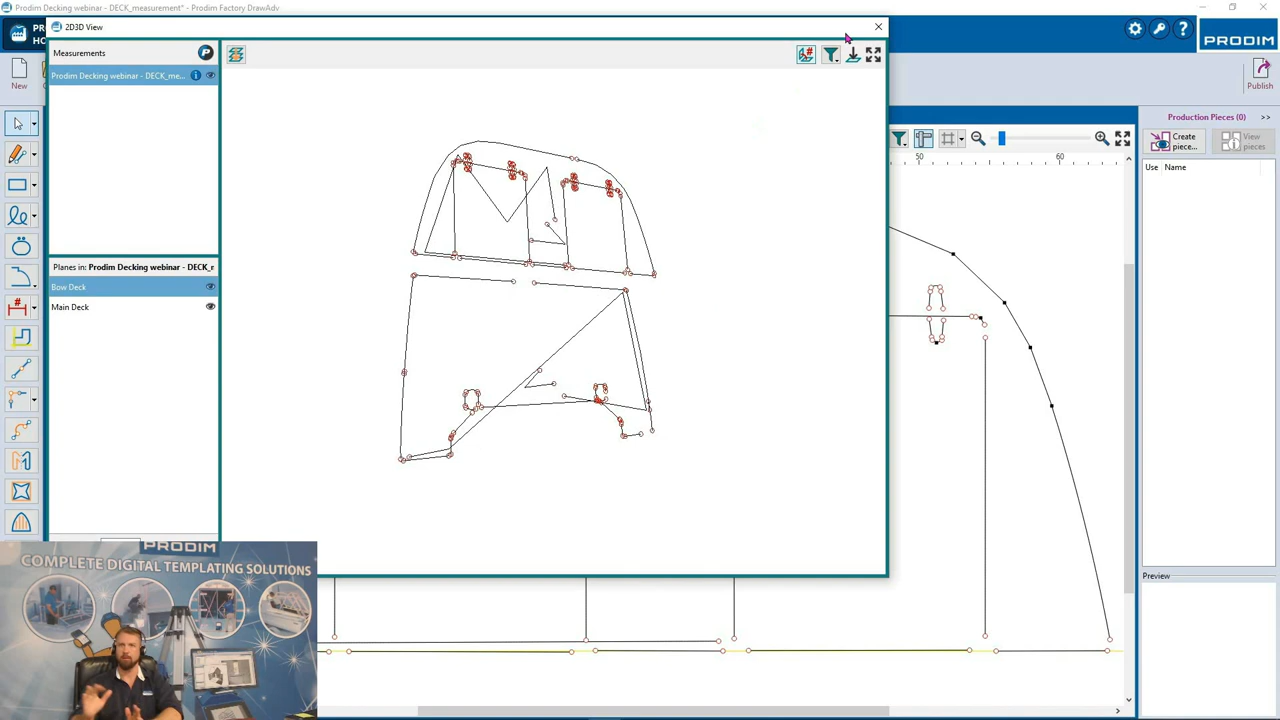 Prodim Decking webinar - DECK_measurement* - Prodim Factory DrawAdv
2D3D View
PR
HO
PRODIM
Measurements
New
Publish
Prodim Decking webinar - DECK_me...
Production Pieces (0) >>
Create piece...
View pieces
50
60
Use Name
Planes in: Prodim Decking webinar - DECK_r
Bow Deck
Main Deck
Preview
PRODIM
COMPLETE DIGITAL TEMPLATING SOLUTIONS